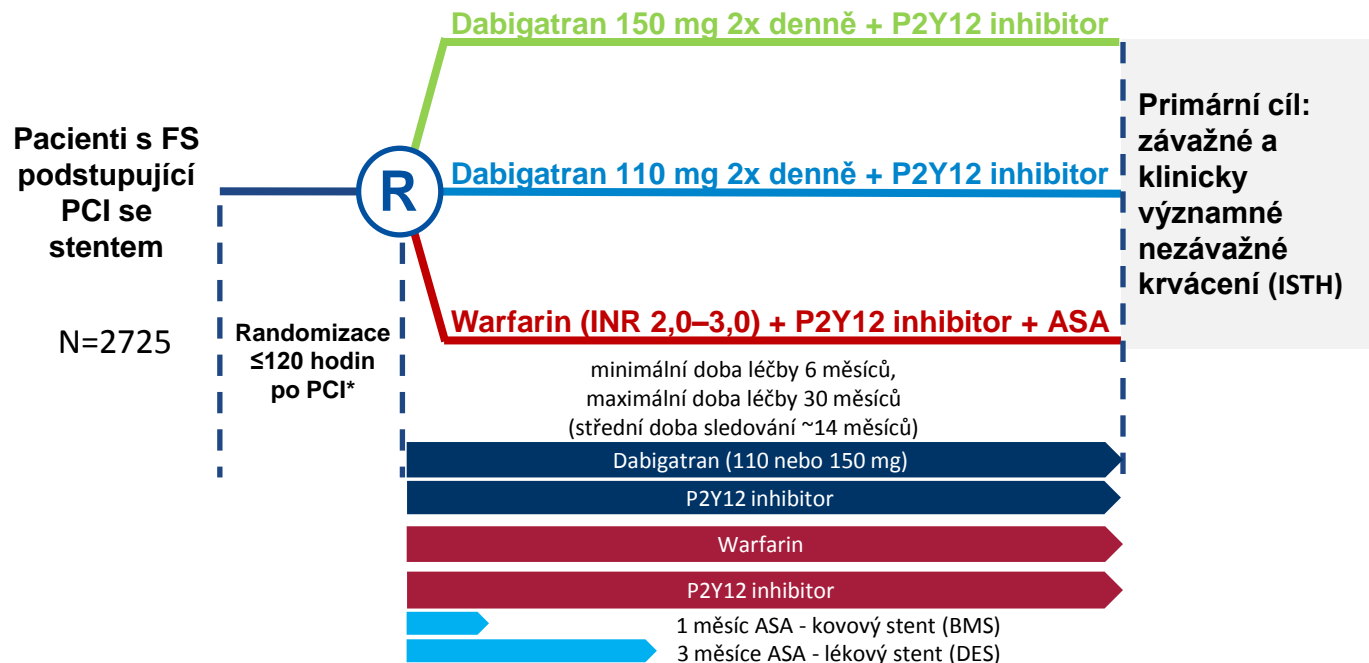 Dabigatran 150 mg 2x denně + P2Y12 inhibitor
Pacienti s FS
podstupující
PCI se
stentem
N=2725
R
Dabigatran 110 mg 2x denně + P2Y12 inhibitor
Primární cíl:
závažné a
klinicky
významné
nezávažné
krvácení (ISTH)
Randomizace
≤120 hodin
po PCI*
Warfarin (INR 2,0–3,0) + P2Y12 inhibitor + ASA
minimální doba léčby 6 měsíců,
maximální doba léčby 30 měsíců
(střední doba sledování ~14 měsíců)
Dabigatran (110 nebo 150 mg)
P2Y12 inhibitor
Warfarin
P2Y12 inhibitor
1 měsíc ASA - kovový stent (BMS)
3 měsíce ASA - lékový stent (DES)